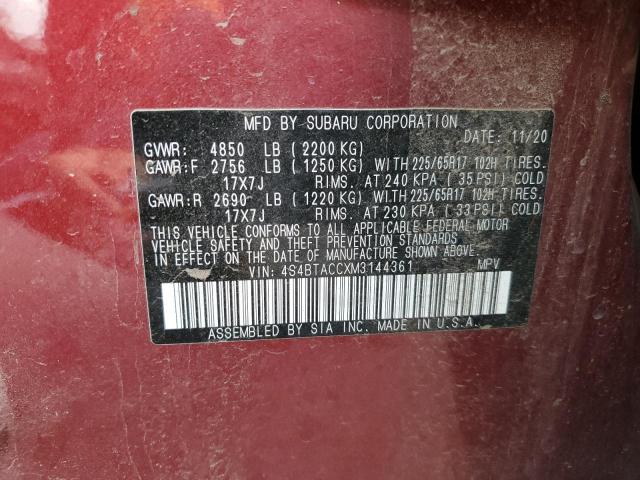 MFD BY SUBARU CORPORATION
DATE: 11/20
GVWR: 4850 LB (2200 KG)
GAWR:F 2756 LB (1250 KG) WITH 225/65R17 102H TIRES.
17X7J RIMS. AT 240 KPA (35 PSI) COLD
GAWR:R 2690 LB (1220 KG) WITH 225/65R17 102H TIRES.
17X7J RIMS. AT 230 KPA (33 PSI) COLD
THIS VEHICLE CONFORMS TO ALL APPLICABLE FEDERAL MOTOR
VEHICLE SAFETY AND THEFT PREVENTION STANDARDS
IN EFFECT ON THE DATE OF MANUFACTURE SHOWN ABOVE.
VIN: 4S4BTACCXM3144361 MPV
ASSEMBLED BY SIA INC. MADE IN U.S.A.